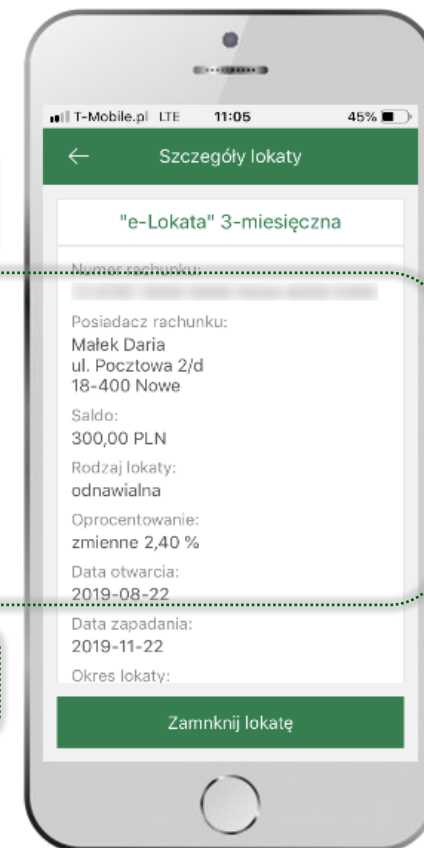 T-Mobile.pl LTE 11:05 45%
Szczegóły lokaty
"e-Lokata" 3-miesięczna
Numer rachunku:
Posiadacz rachunku:
Małek Daria
ul. Pocztowa 2/d
18-400 Nowe
Saldo:
300,00 PLN
Rodzaj lokaty:
odnawialna
Oprocentowanie:
zmienne 2,40 %
Data otwarcia:
2019-08-22
Data zapadania:
2019-11-22
Okres lokaty:
Zamnknij lokatę